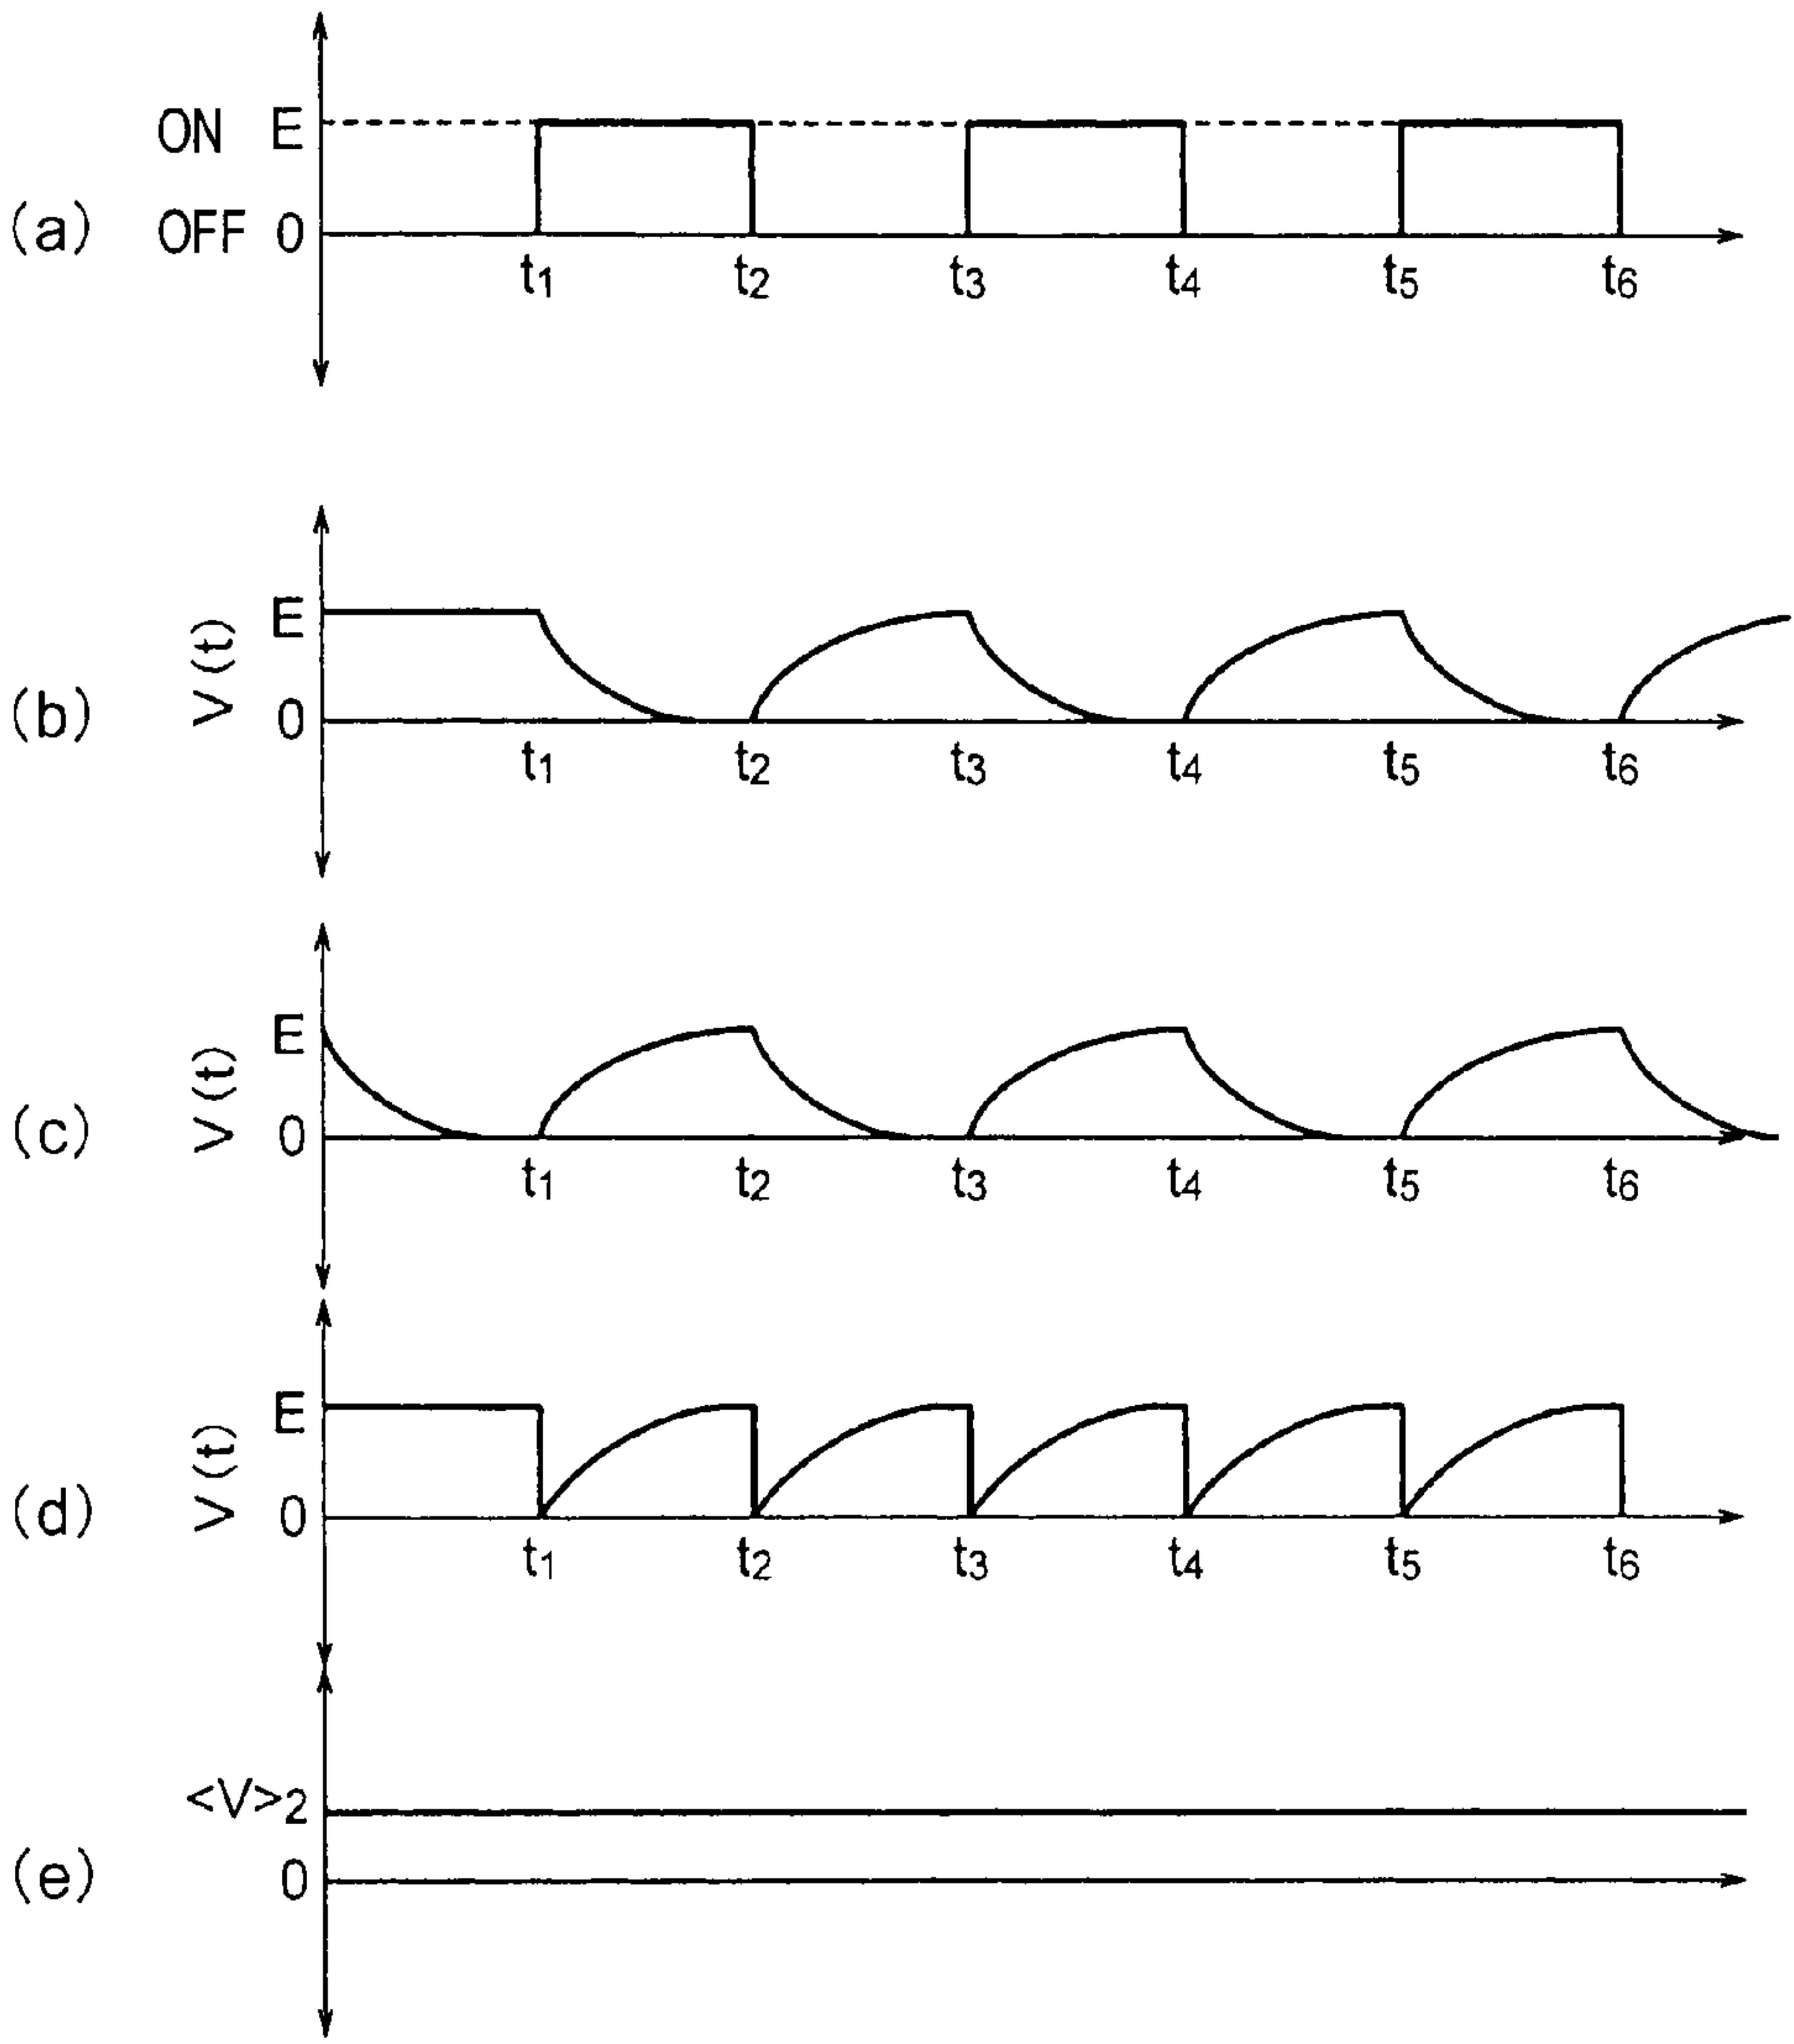 (a)
ON E
OFF 0
t1 t2 t3 t4 t5 t6
(b)
V(t)
E
0
t1 t2 t3 t4 t5 t6
(c)
V(t)
E
0
t1 t2 t3 t4 t5 t6
(d)
V(t)
E
0
t1 t2 t3 t4 t5 t6
(e)
<V>2
0